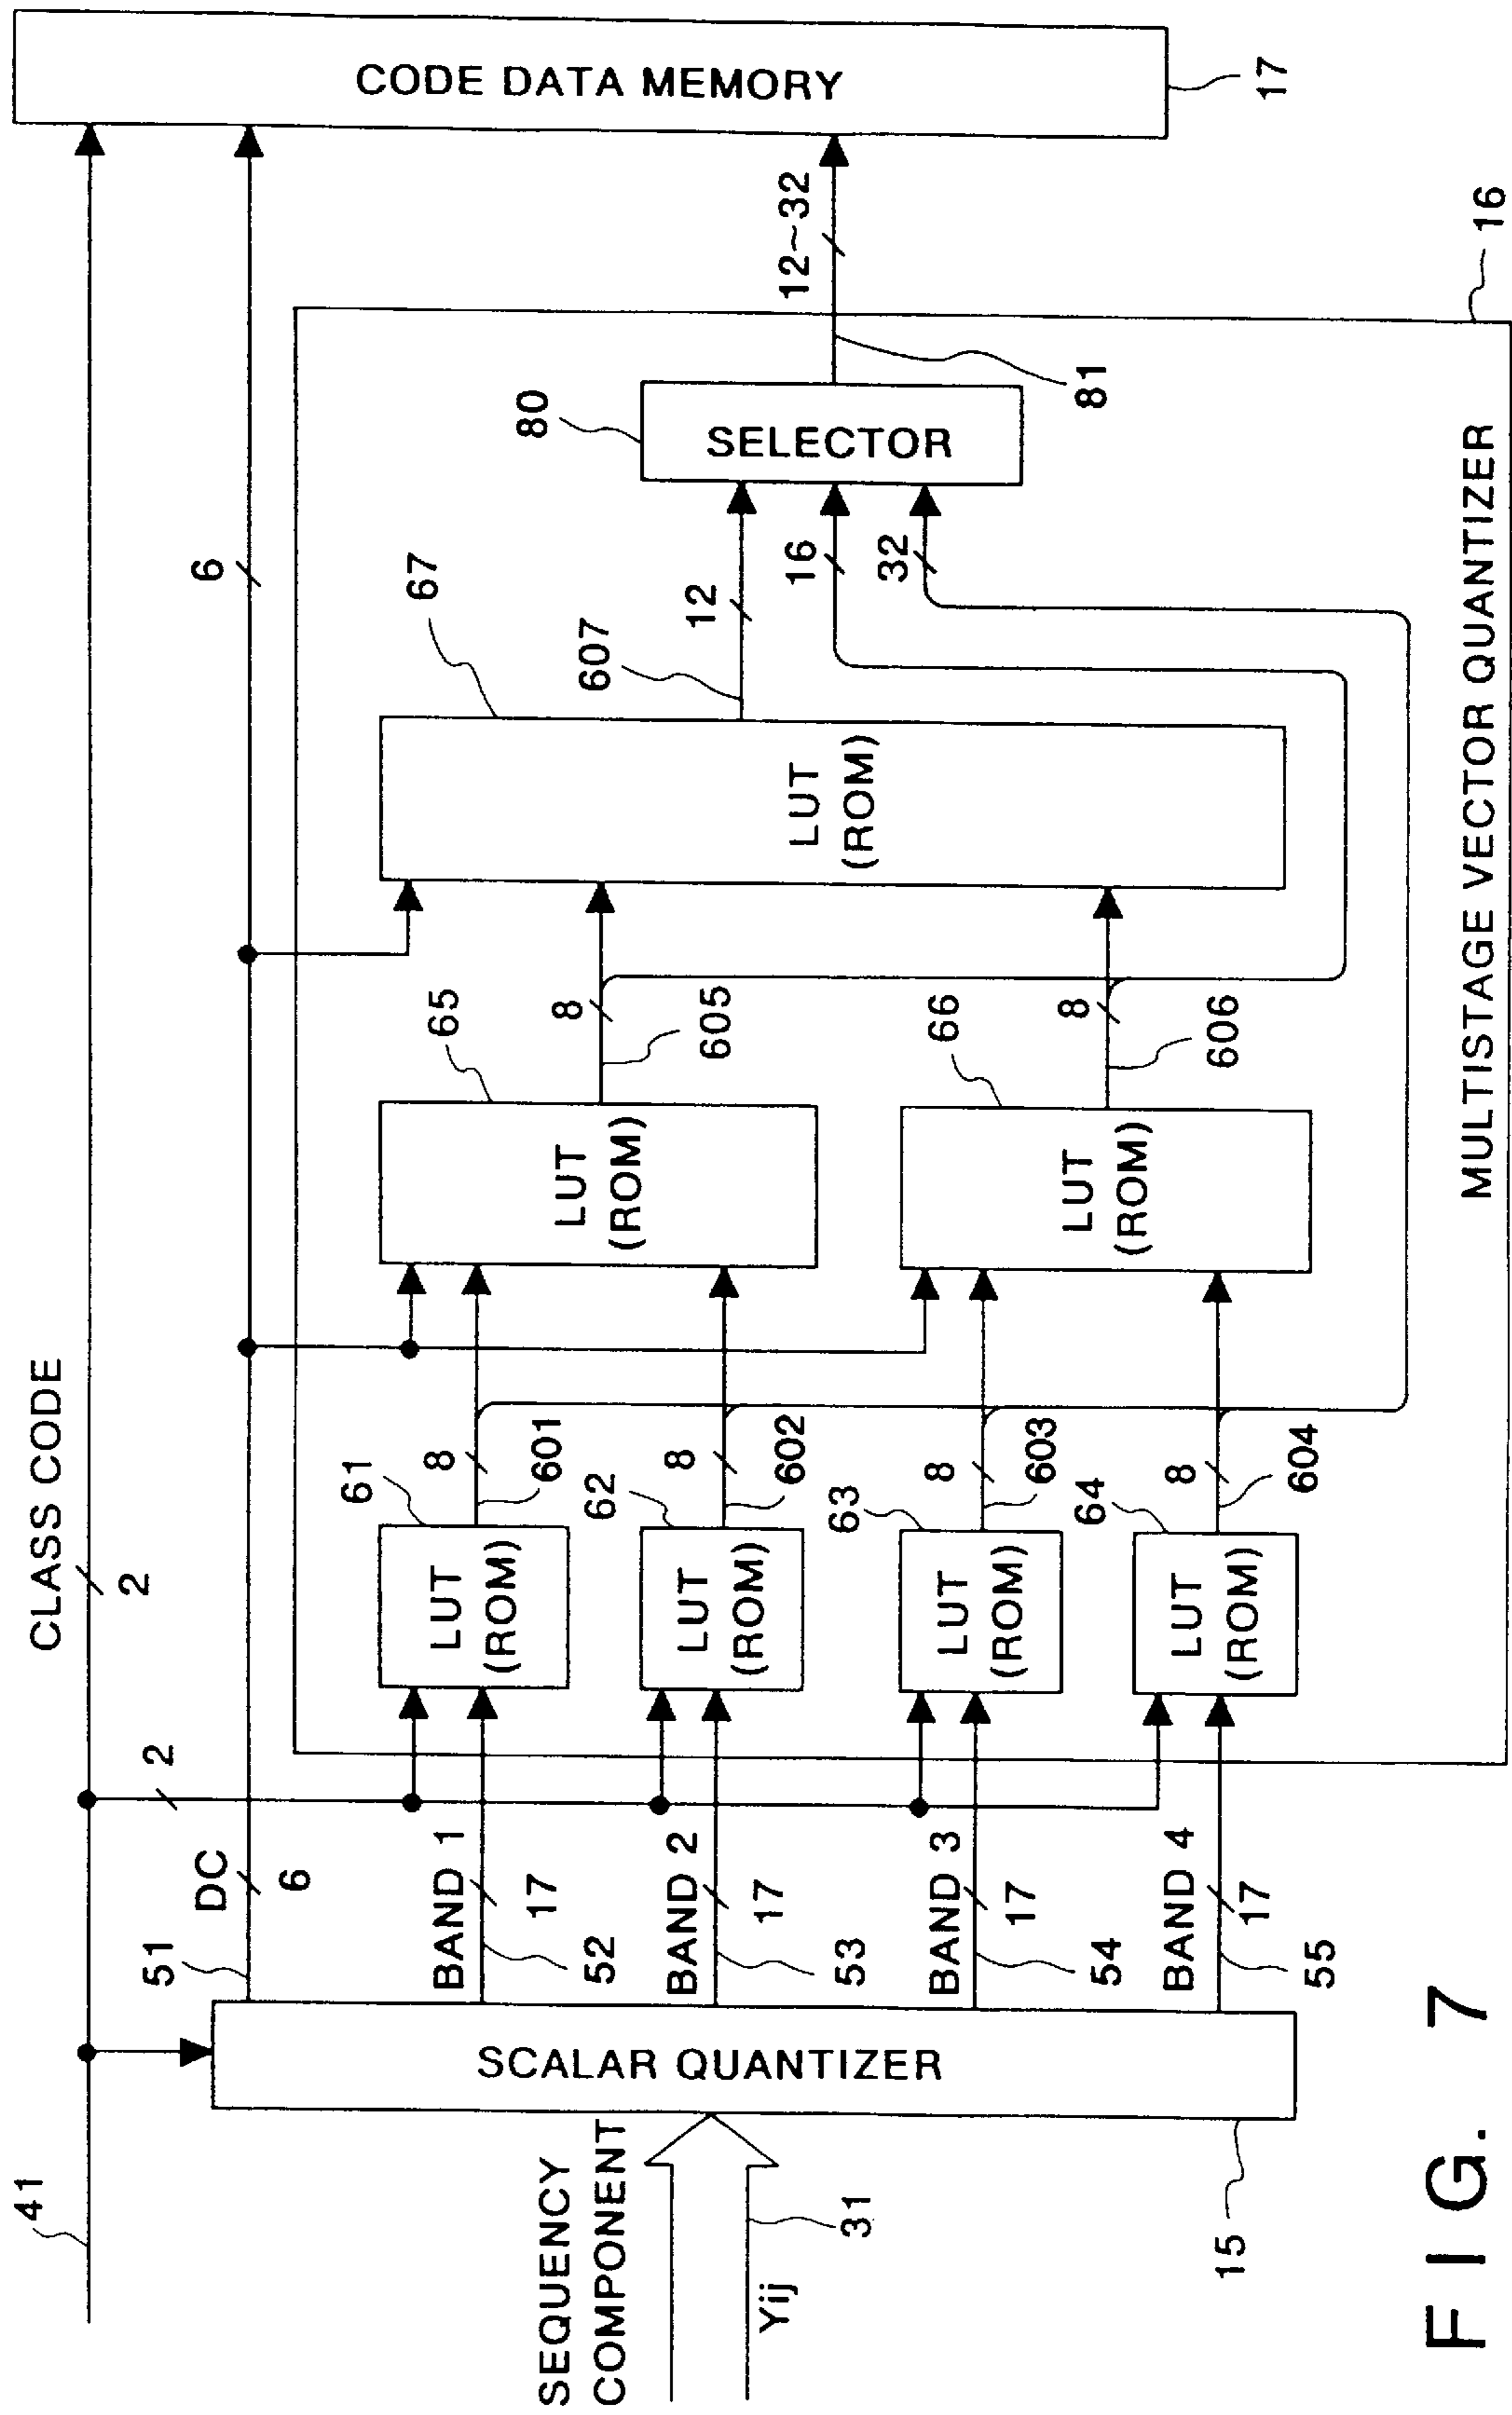 41
CLASS CODE
2
2
51
DC
6
6
SEQUENCY
COMPONENT
Yij
31
SCALAR QUANTIZER
15
BAND 1
17
52
BAND 2
17
53
BAND 3
17
54
BAND 4
17
55
61
LUT
(ROM)
8
601
62
LUT
(ROM)
8
602
63
LUT
(ROM)
8
603
64
LUT
(ROM)
8
604
65
LUT
(ROM)
8
605
66
LUT
(ROM)
8
606
67
LUT
(ROM)
607
12
16
32
80
SELECTOR
81
12~32
CODE DATA MEMORY
17
16
MULTISTAGE VECTOR QUANTIZER
FIG. 7